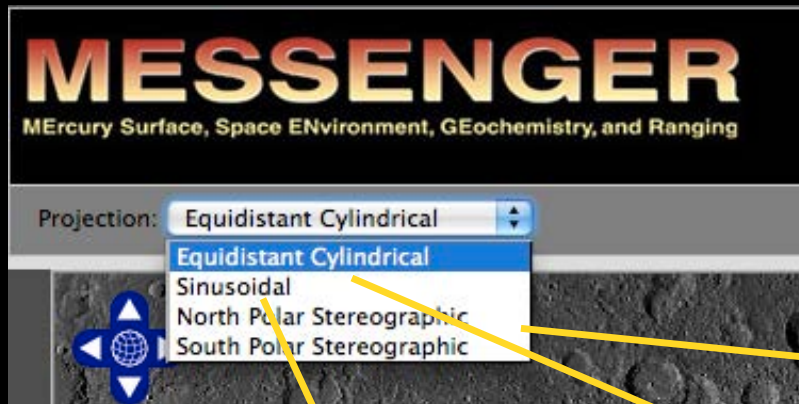 MESSENGER
MErcury Surface, Space ENvironment, GEochemistry, and Ranging
Projection: Equidistant Cylindrical
Equidistant Cylindrical
Sinusoidal
North Polar Stereographic
South Polar Stereographic